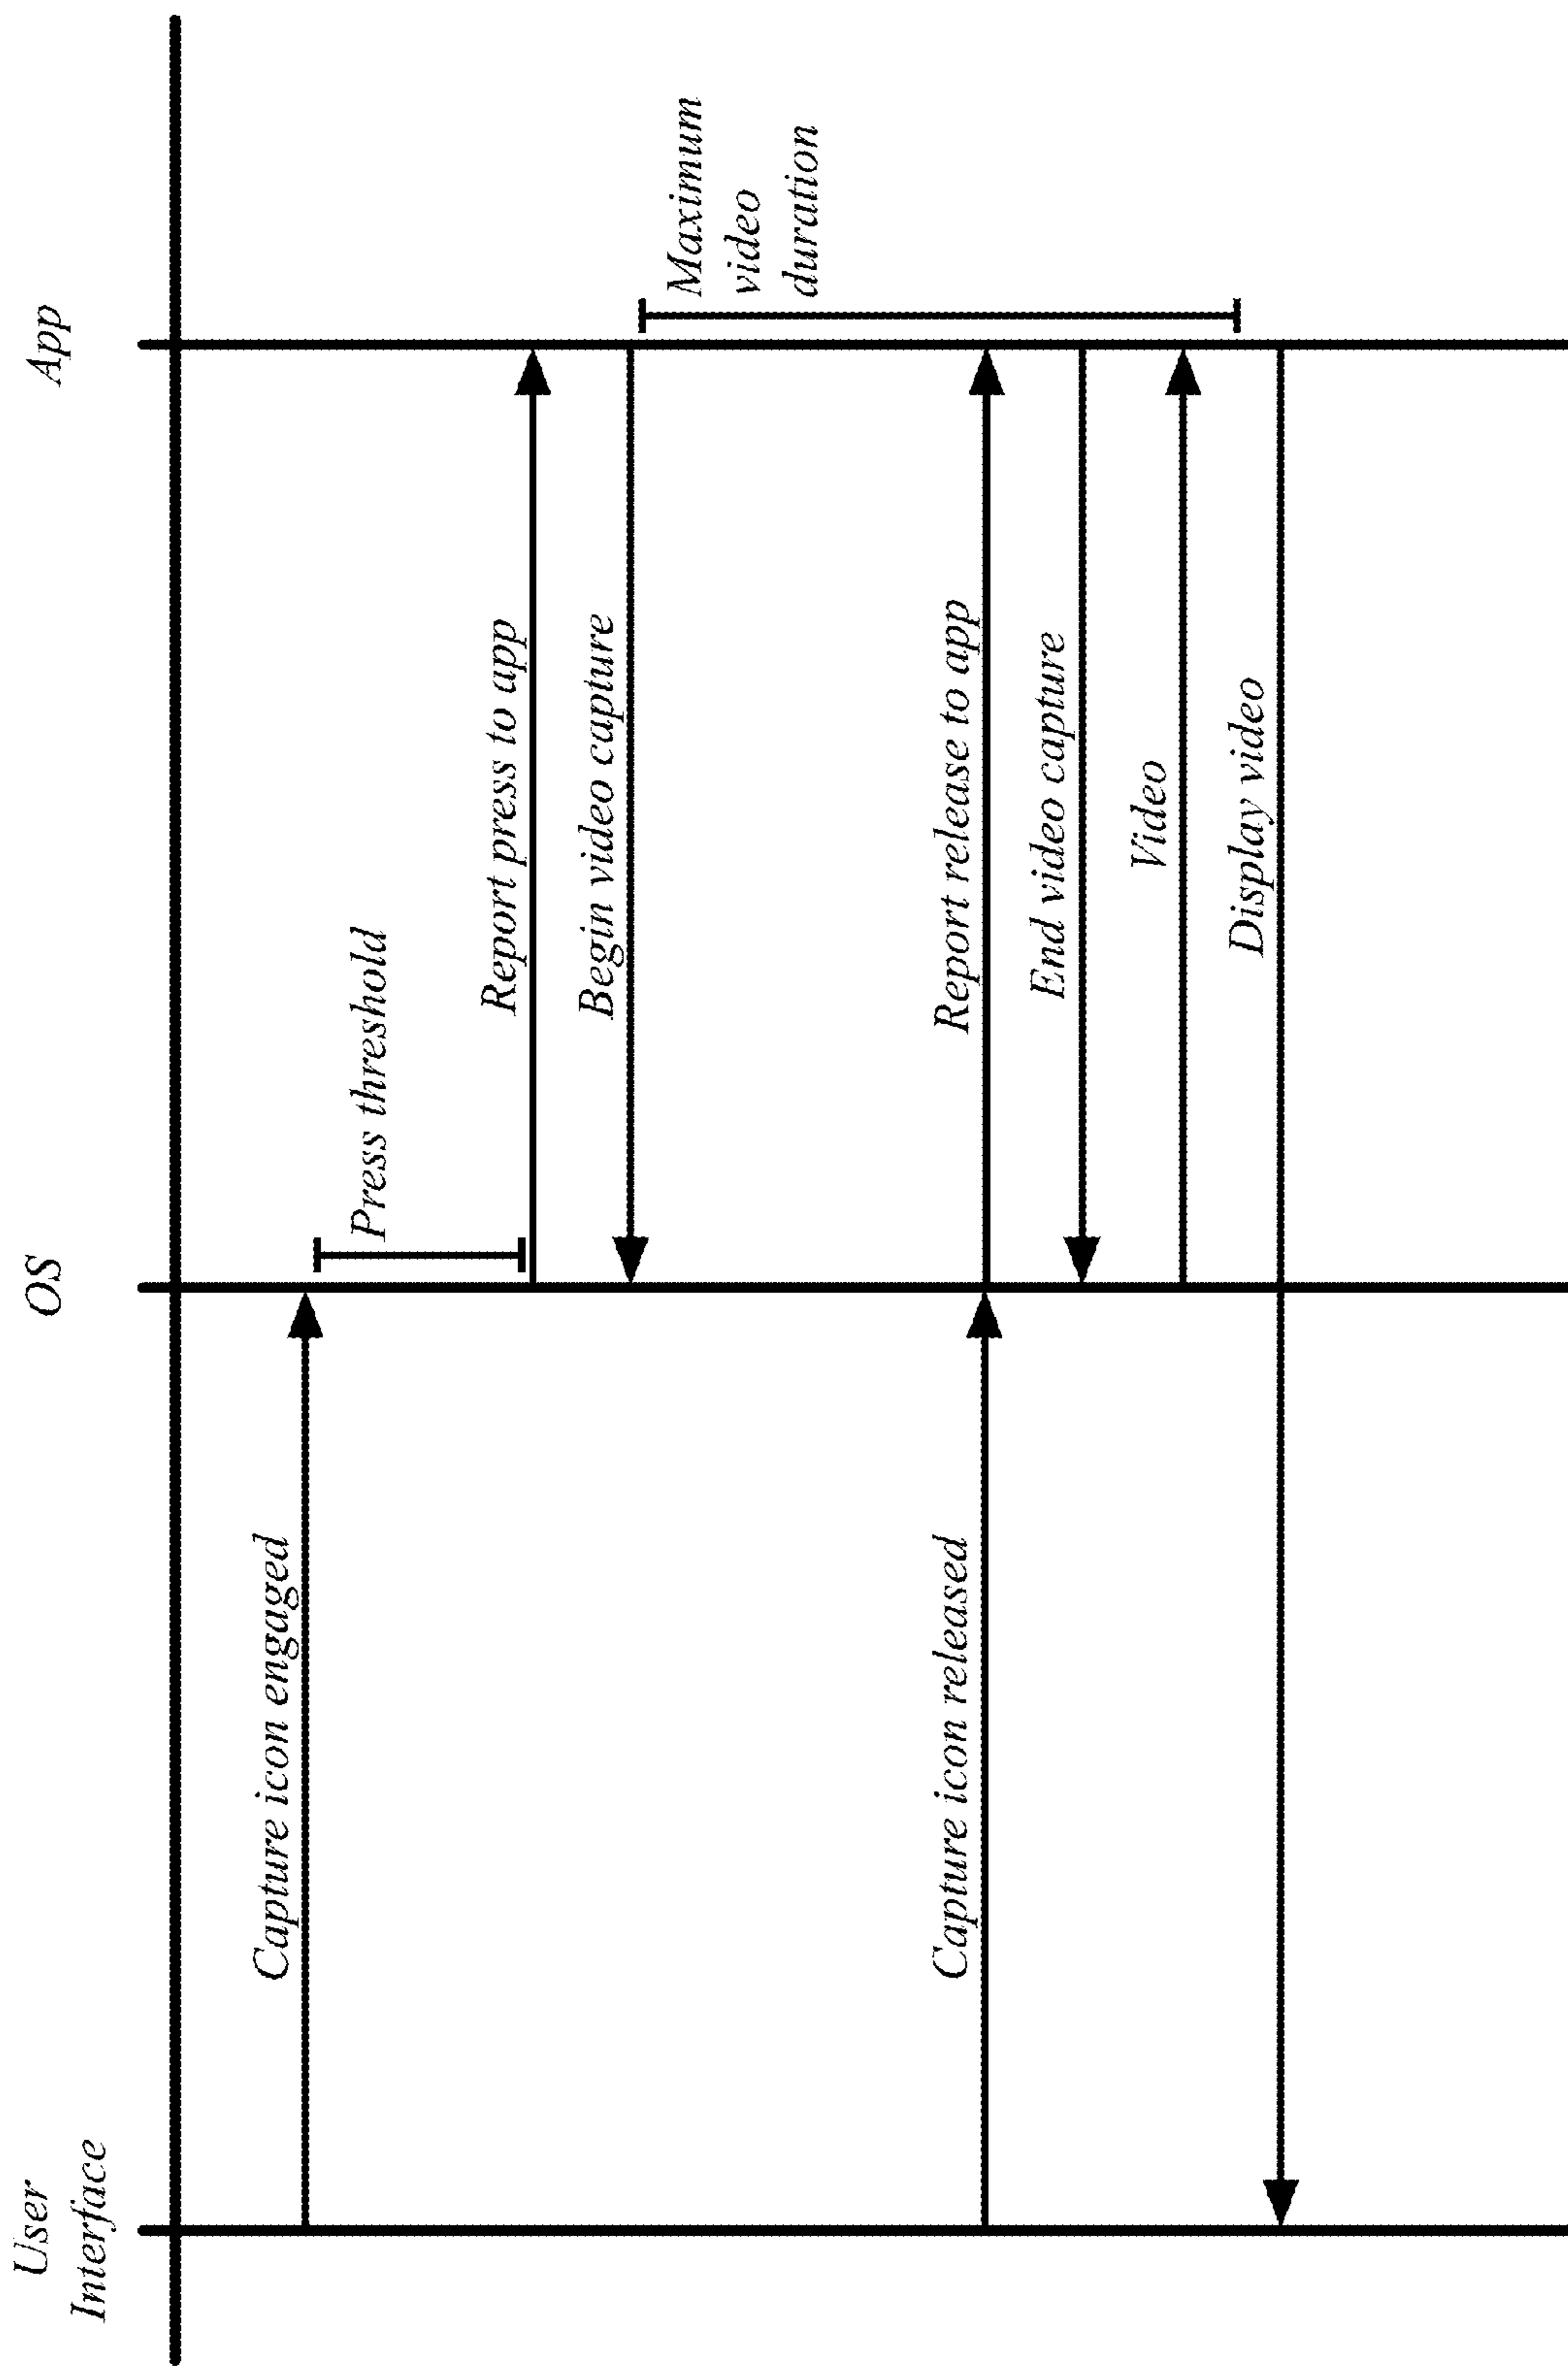 User
Interface
OS
App
Capture icon engaged
Press threshold
Report press to app
Begin video capture
Maximum
video
duration
Capture icon released
Report release to app
End video capture
Video
Display video